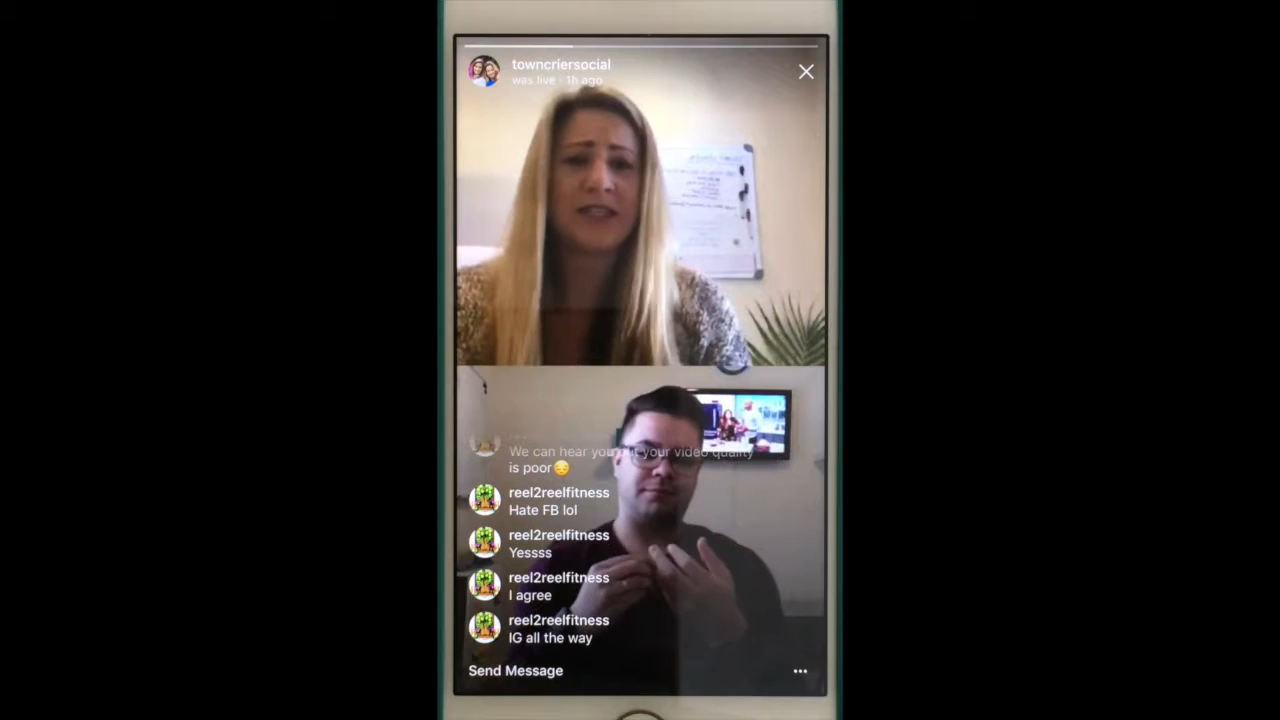 towncriersocial
was live · 1h ago
We can hear you but your video quality
is poor😔
reel2reelfitness
Hate FB lol
reel2reelfitness
Yessss
reel2reelfitness
I agree
reel2reelfitness
IG all the way
Send Message